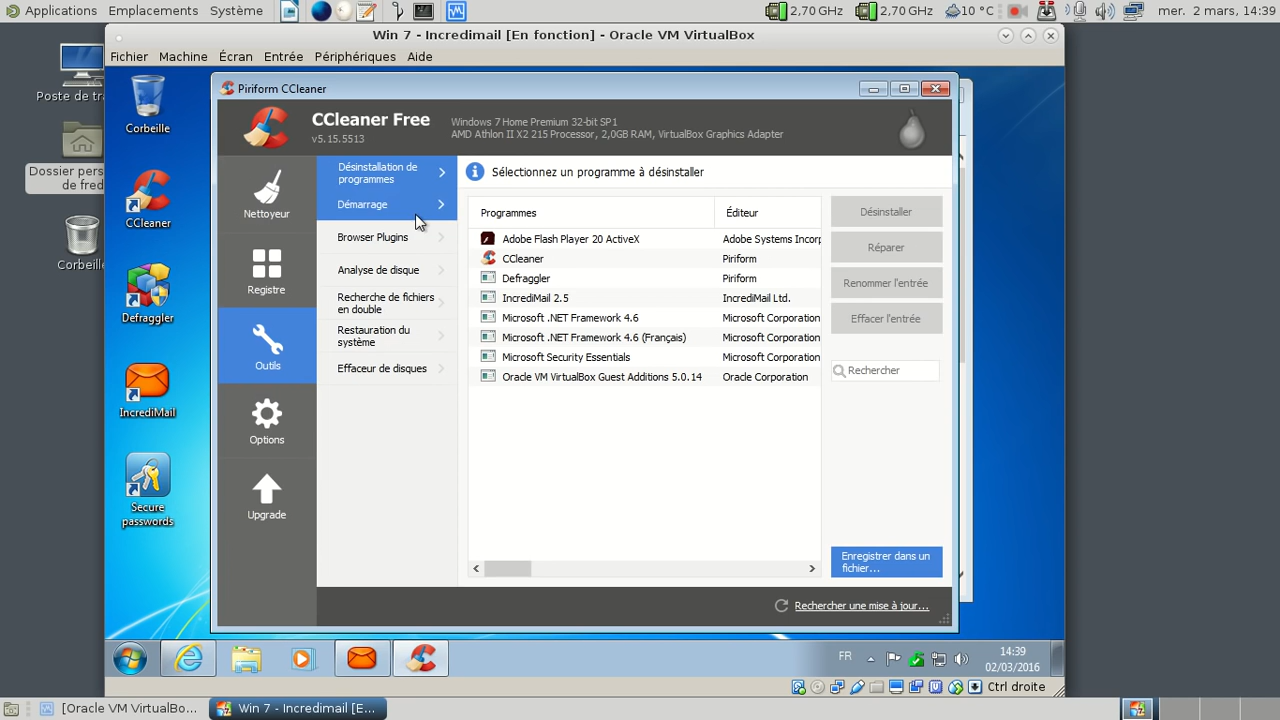 Applications Emplacements Système
2,70 GHz 2,70 GHz 10 °C mer. 2 mars, 14:39
Win 7 - Incredimail [En fonction] - Oracle VM VirtualBox
Fichier Machine Écran Entrée Périphériques Aide
Poste de tra
Dossier pers
de fred
Corbeille
Corbeille
CCleaner
Defraggler
IncrediMail
Secure
passwords
Piriform CCleaner
CCleaner Free
v5.15.5513
Windows 7 Home Premium 32-bit SP1
AMD Athlon II X2 215 Processor, 2,0GB RAM, VirtualBox Graphics Adapter
Nettoyeur
Registre
Outils
Options
Upgrade
Désinstallation de
programmes
Démarrage
Browser Plugins
Analyse de disque
Recherche de fichiers
en double
Restauration du
système
Effaceur de disques
Sélectionnez un programme à désinstaller
Programmes Éditeur
Adobe Flash Player 20 ActiveX Adobe Systems Incorp
CCleaner Piriform
Defraggler Piriform
IncrediMail 2.5 IncrediMail Ltd.
Microsoft .NET Framework 4.6 Microsoft Corporation
Microsoft .NET Framework 4.6 (Français) Microsoft Corporation
Microsoft Security Essentials Microsoft Corporation
Oracle VM VirtualBox Guest Additions 5.0.14 Oracle Corporation
Désinstaller
Réparer
Renommer l'entrée
Effacer l'entrée
Rechercher
Enregistrer dans un
fichier...
Rechercher une mise à jour...
FR
14:39
02/03/2016
Ctrl droite
[Oracle VM VirtualBo... Win 7 - Incredimail [E...